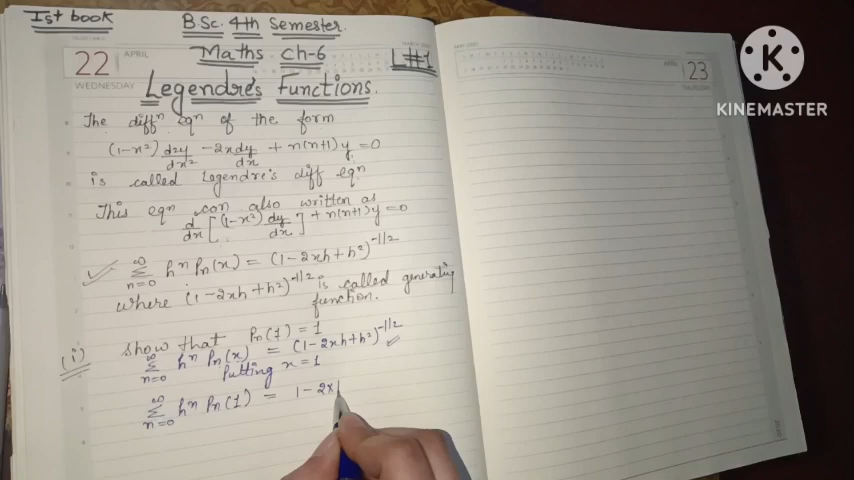 Ist book
B.Sc. 4th Semester.
Maths Ch-6
L#1
22 APRIL
WEDNESDAY
Legendre's Functions.
The diffⁿ eqn of the form
(1-x²) d²y/dx² - 2x dy/dx + n(n+1)y = 0
is called Legendre's diff eqn
This eqn can also written as
d/dx [(1-x²) dy/dx] + n(n+1)y = 0
✓ ∞∑n=0 hⁿ Pn(x) = (1-2xh+h²)^-1/2
where (1-2xh+h²)^-1/2 is called generating
function.
(i) show that Pn(1) = 1
∞∑n=0 hⁿ Pn(x) = (1-2xh+h²)^-1/2 ✓
Putting x = 1
∞∑n=0 hⁿ Pn(1) = 1-2x1
APRIL 23
THURSDAY
K
KINEMASTER